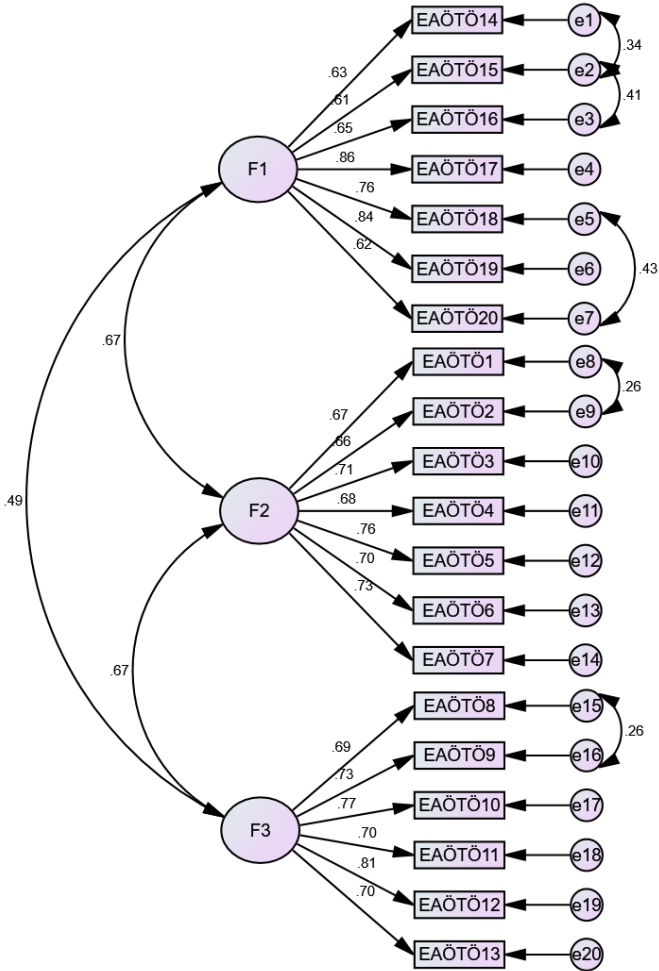 EAÖTÖ14
e1
.34
.63
EAÖTÖ15
e2
.61
.41
EAÖTÖ16
e3
.65
F1
.86
EAÖTÖ17
e4
.76
EAÖTÖ18
e5
.84
EAÖTÖ19
e6
.43
.62
EAÖTÖ20
e7
.67
EAÖTÖ1
e8
.26
.67
EAÖTÖ2
e9
.66
EAÖTÖ3
e10
.71
.49
F2
.68
EAÖTÖ4
e11
.76
EAÖTÖ5
e12
.70
EAÖTÖ6
e13
.73
EAÖTÖ7
e14
.67
EAÖTÖ8
e15
.26
.69
EAÖTÖ9
e16
.73
EAÖTÖ10
e17
.77
F3
.70
EAÖTÖ11
e18
.81
EAÖTÖ12
e19
.70
EAÖTÖ13
e20